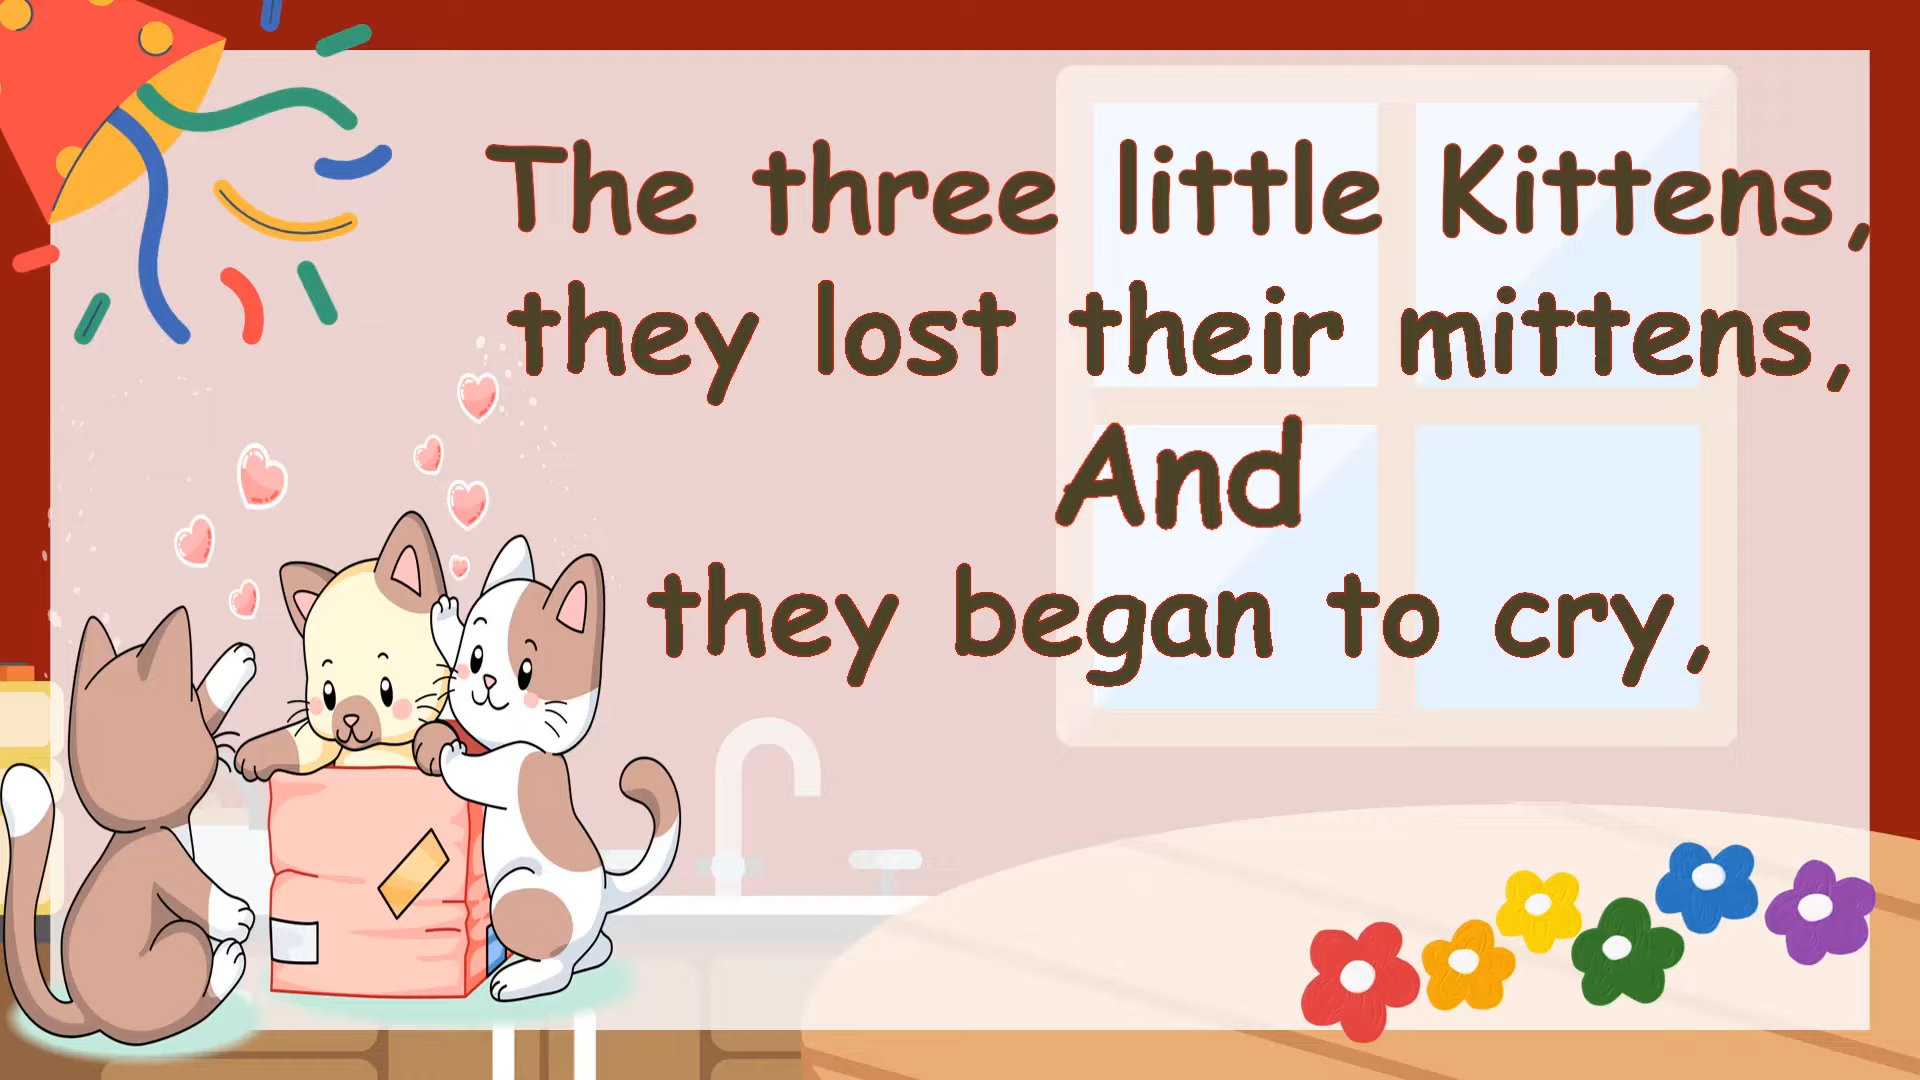 The three little Kittens,
they lost their mittens,
And
they began to cry,